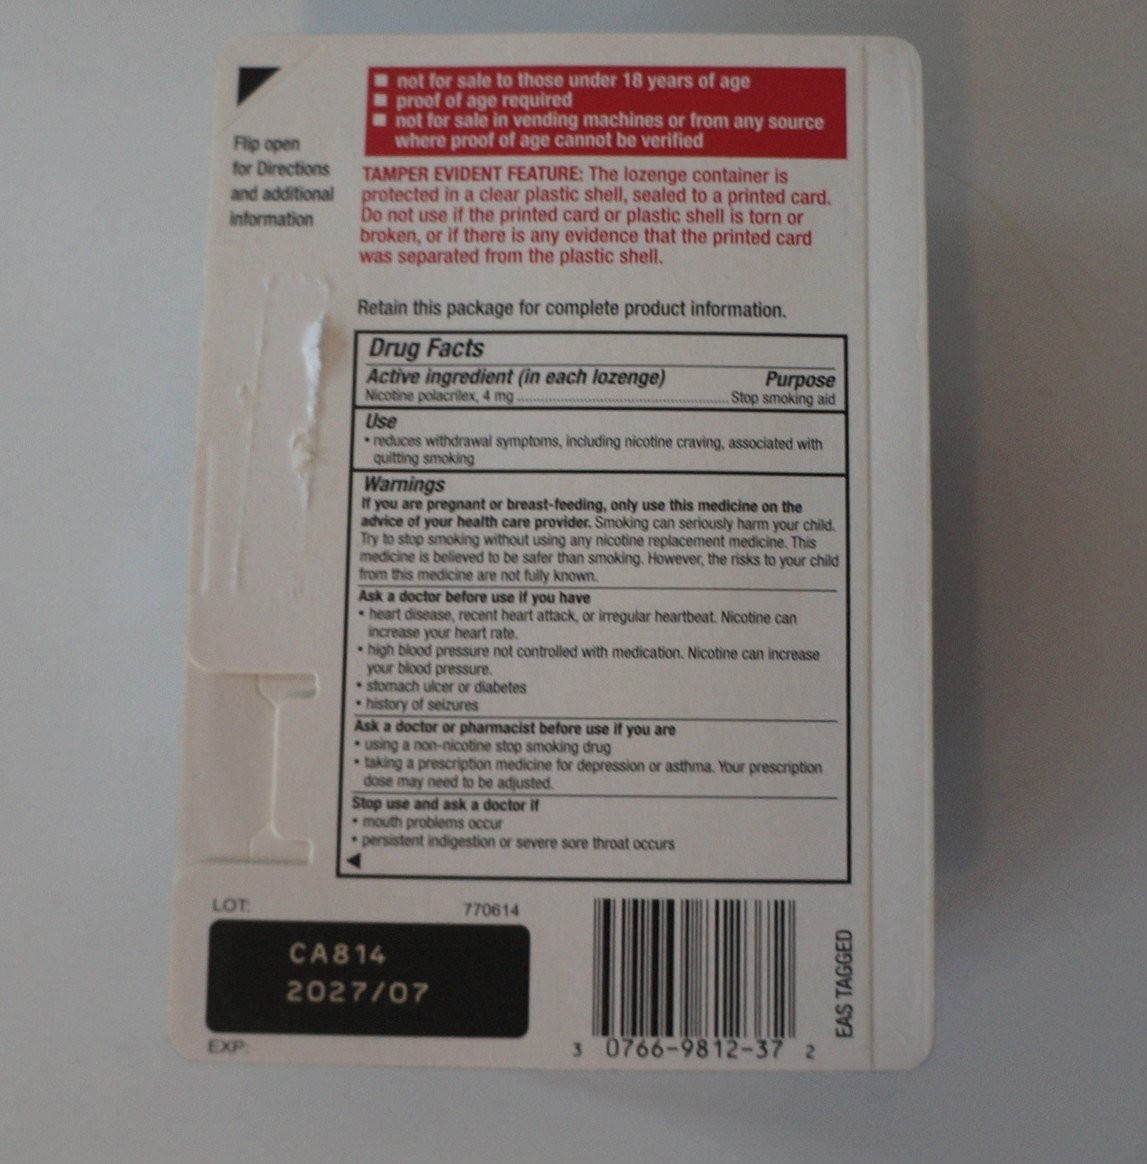 ■ not for sale to those under 18 years of age
■ proof of age required
■ not for sale in vending machines or from any source
where proof of age cannot be verified
Flip open
for Directions
and additional
information
TAMPER EVIDENT FEATURE: The lozenge container is
protected in a clear plastic shell, sealed to a printed card.
Do not use if the printed card or plastic shell is torn or
broken, or if there is any evidence that the printed card
was separated from the plastic shell.
Retain this package for complete product information.
Drug Facts
Active ingredient (in each lozenge) Purpose
Nicotine polacrilex, 4 mg ........................................................ Stop smoking aid
Use
• reduces withdrawal symptoms, including nicotine craving, associated with
quitting smoking
Warnings
If you are pregnant or breast-feeding, only use this medicine on the
advice of your health care provider. Smoking can seriously harm your child.
Try to stop smoking without using any nicotine replacement medicine. This
medicine is believed to be safer than smoking. However, the risks to your child
from this medicine are not fully known.
Ask a doctor before use if you have
• heart disease, recent heart attack, or irregular heartbeat. Nicotine can
increase your heart rate.
• high blood pressure not controlled with medication. Nicotine can increase
your blood pressure.
• stomach ulcer or diabetes
• history of seizures
Ask a doctor or pharmacist before use if you are
• using a non-nicotine stop smoking drug
• taking a prescription medicine for depression or asthma. Your prescription
dose may need to be adjusted.
Stop use and ask a doctor if
• mouth problems occur
• persistent indigestion or severe sore throat occurs
LOT: 770614
CA814
2027/07
EXP:
3 0766-9812-37 2
EAS TAGGED